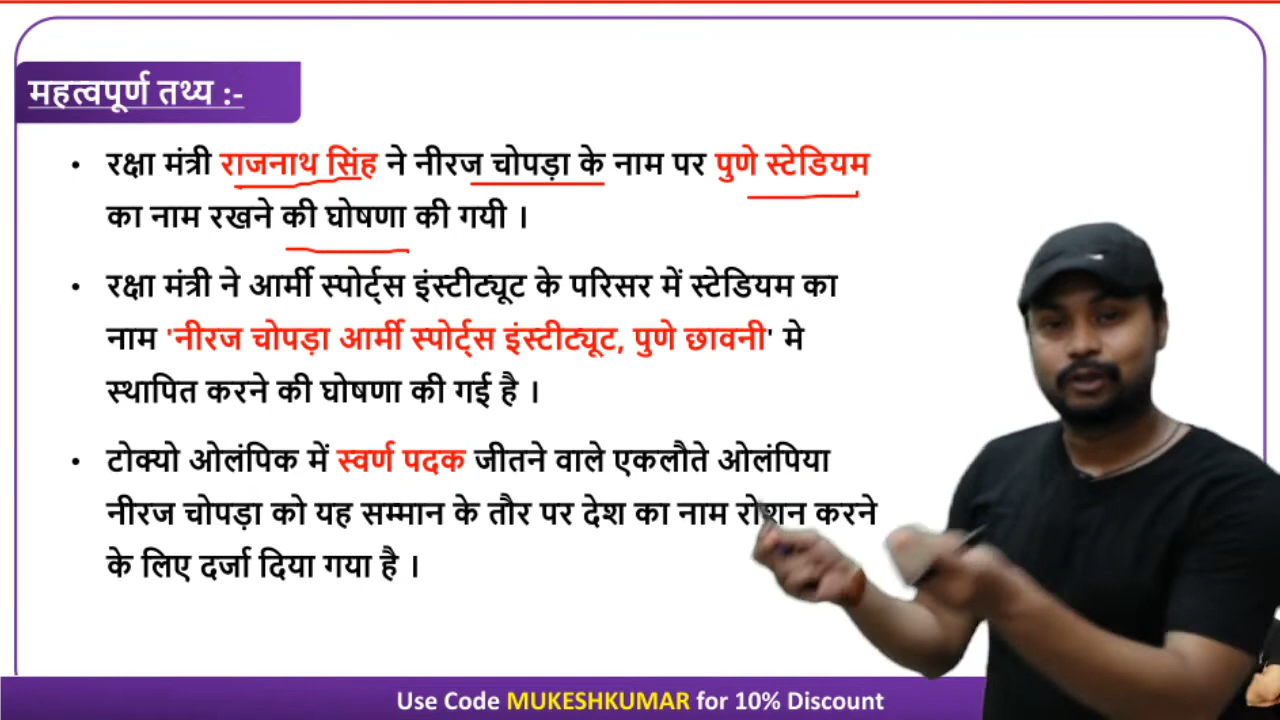 महत्वपूर्ण तथ्य :-
• रक्षा मंत्री राजनाथ सिंह ने नीरज चोपड़ा के नाम पर पुणे स्टेडियम
का नाम रखने की घोषणा की गयी ।
• रक्षा मंत्री ने आर्मी स्पोर्ट्स इंस्टीट्यूट के परिसर में स्टेडियम का
नाम 'नीरज चोपड़ा आर्मी स्पोर्ट्स इंस्टीट्यूट, पुणे छावनी' मे
स्थापित करने की घोषणा की गई है ।
• टोक्यो ओलंपिक में स्वर्ण पदक जीतने वाले एकलौते ओलंपिया
नीरज चोपड़ा को यह सम्मान के तौर पर देश का नाम रोशन करने
के लिए दर्जा दिया गया है ।
Use Code MUKESHKUMAR for 10% Discount